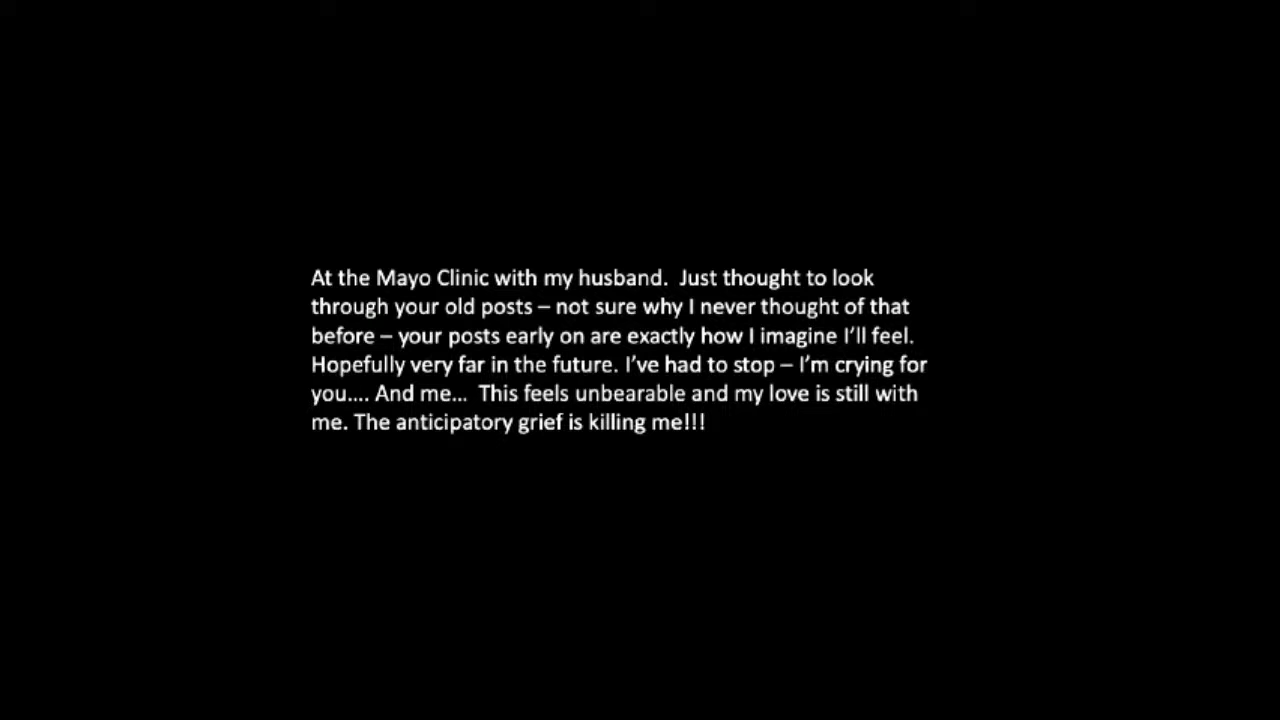 At the Mayo Clinic with my husband.  Just thought to look
through your old posts – not sure why I never thought of that
before – your posts early on are exactly how I imagine I'll feel.
Hopefully very far in the future. I've had to stop – I'm crying for
you.... And me...  This feels unbearable and my love is still with
me. The anticipatory grief is killing me!!!